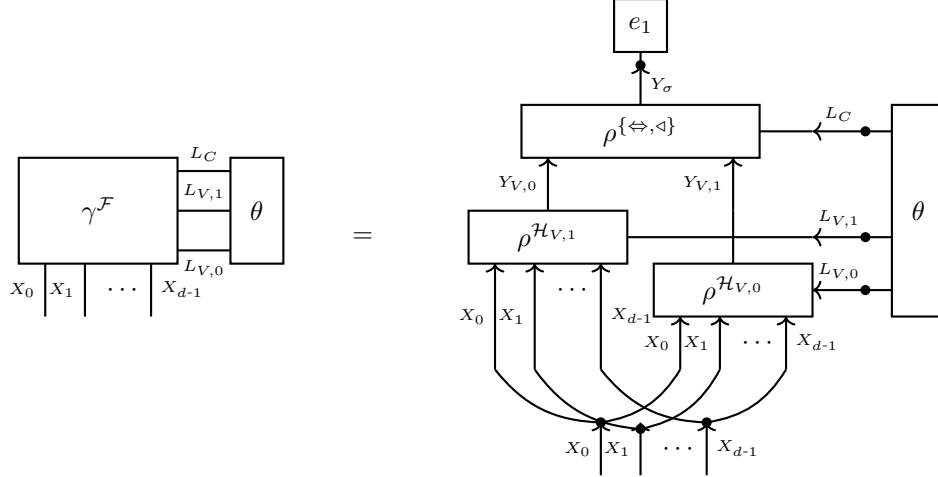 γ^ℱ
L_C
L_{V,1}
L_{V,0}
θ
X_0 X_1 ··· X_{d-1}
=
e_1
Y_σ
ρ^{{⇔,⊲}}
L_C
Y_{V,0} Y_{V,1}
ρ^{ℋ_{V,1}}
L_{V,1}
θ
ρ^{ℋ_{V,0}}
L_{V,0}
X_0 X_1 ··· X_{d-1}
X_0 X_1 ··· X_{d-1}
X_0 X_1 ··· X_{d-1}